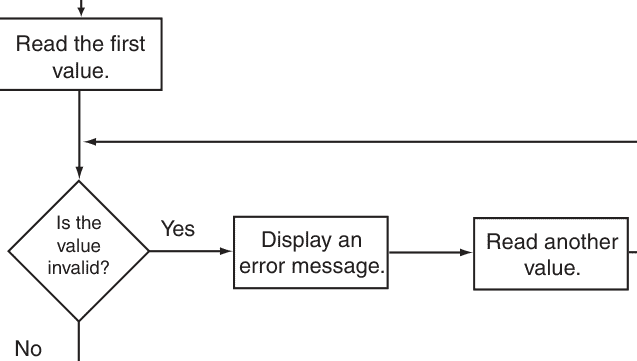 Read the first
value.
Is the
value
invalid?
Yes
Display an
error message.
Read another
value.
No